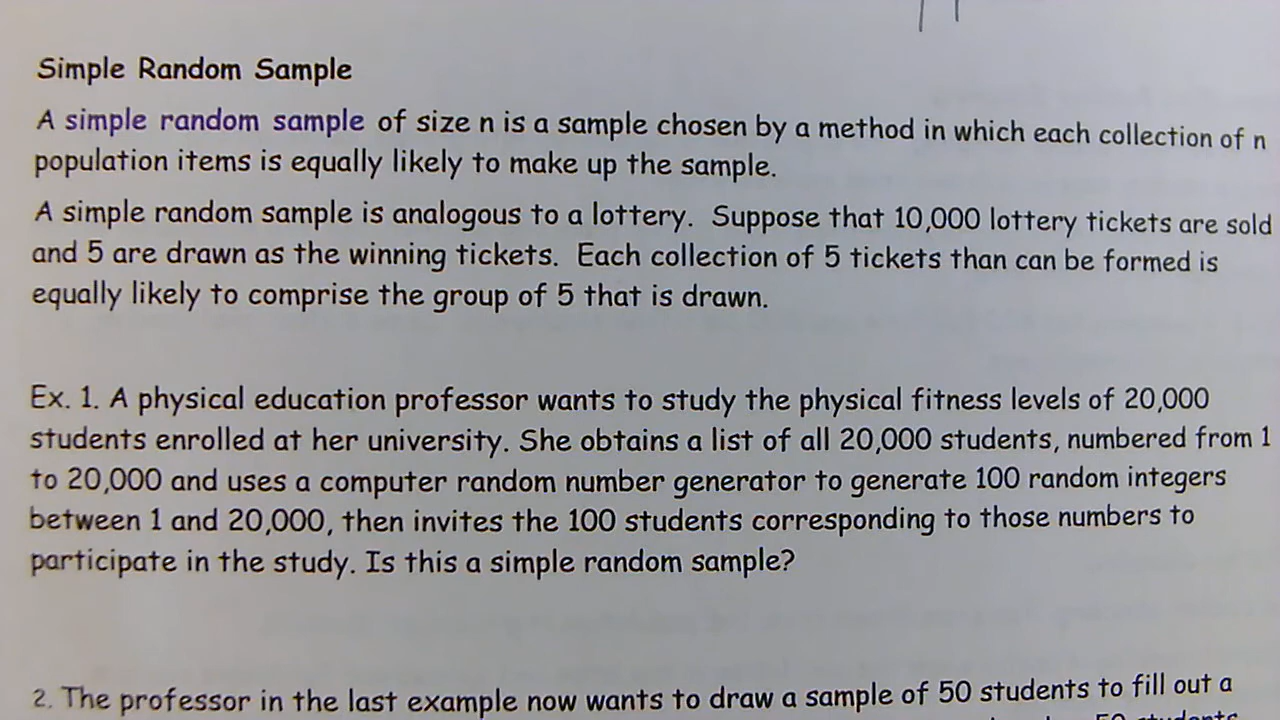 Simple Random Sample
A simple random sample of size n is a sample chosen by a method in which each collection of n
population items is equally likely to make up the sample.
A simple random sample is analogous to a lottery. Suppose that 10,000 lottery tickets are sold
and 5 are drawn as the winning tickets. Each collection of 5 tickets than can be formed is
equally likely to comprise the group of 5 that is drawn.
Ex. 1. A physical education professor wants to study the physical fitness levels of 20,000
students enrolled at her university. She obtains a list of all 20,000 students, numbered from 1
to 20,000 and uses a computer random number generator to generate 100 random integers
between 1 and 20,000, then invites the 100 students corresponding to those numbers to
participate in the study. Is this a simple random sample?
2. The professor in the last example now wants to draw a sample of 50 students to fill out a
50 students